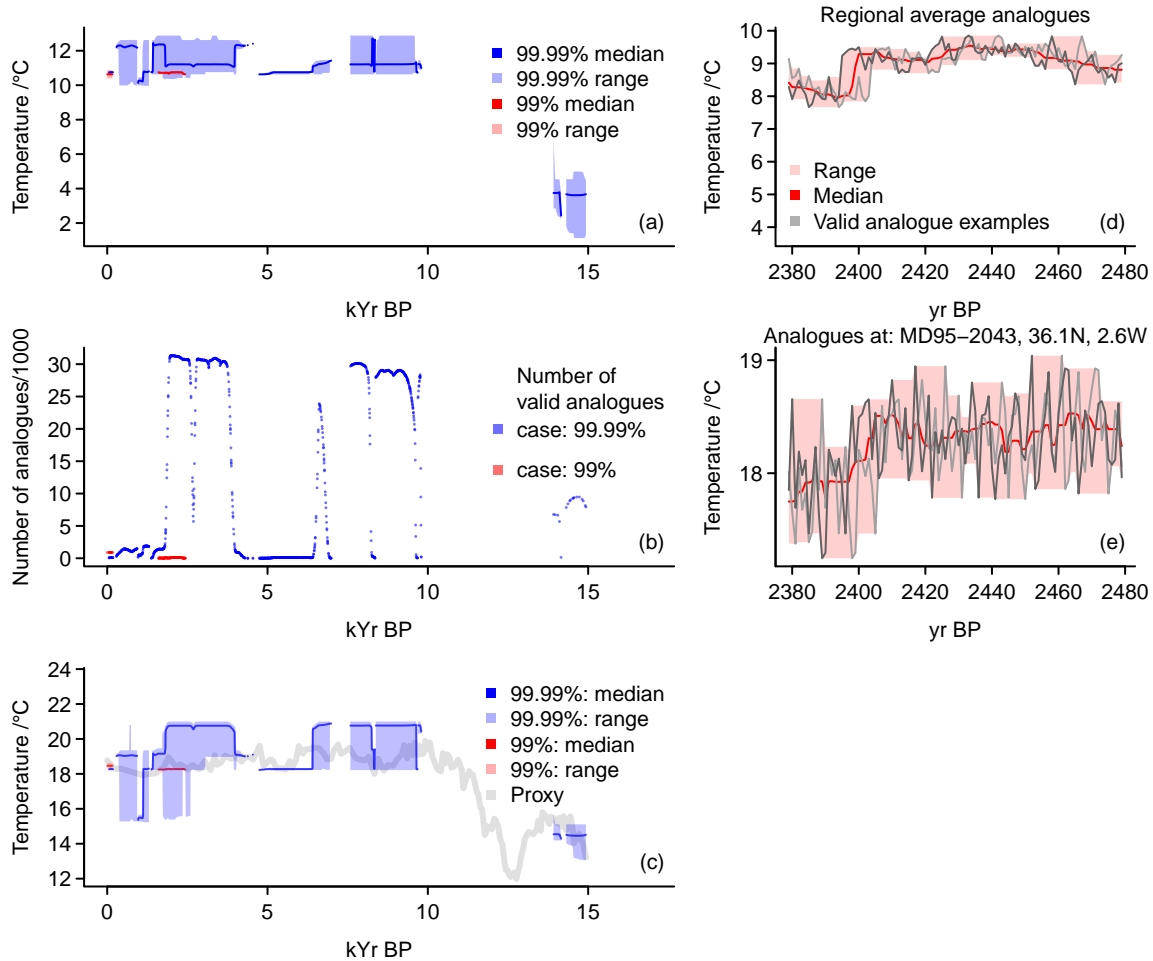 Temperature /°C
12
10
8
6
4
2
99.99% median
99.99% range
99% median
99% range
(a)
0 5 10 15
kYr BP
Regional average analogues
Temperature /°C
10
9
8
7
6
5
4
Range
Median
Valid analogue examples
(d)
2380 2400 2420 2440 2460 2480
yr BP
Number of analogues/1000
30
25
20
15
10
5
0
Number of
valid analogues
case: 99.99%
case: 99%
(b)
0 5 10 15
kYr BP
Analogues at: MD95−2043, 36.1N, 2.6W
Temperature /°C
19
18
(e)
2380 2400 2420 2440 2460 2480
yr BP
Temperature /°C
24
22
20
18
16
14
12
99.99%: median
99.99%: range
99%: median
99%: range
Proxy
(c)
0 5 10 15
kYr BP